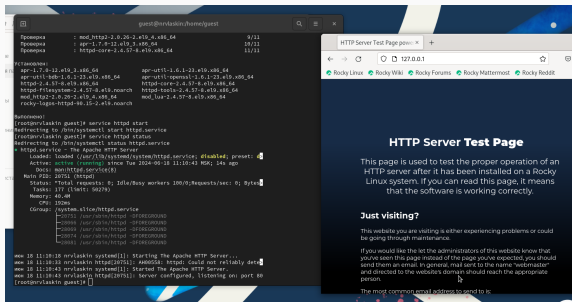 guest@nrvlaskin:/home/guest
Проверка : mod_http2-2.0.26-2.el9_4.x86_64 9/11
Проверка : apr-1.7.0-12.el9_3.x86_64 10/11
Проверка : httpd-core-2.4.57-8.el9.x86_64 11/11
Установлен:
apr-1.7.0-12.el9_3.x86_64 apr-util-1.6.1-23.el9.x86_64
apr-util-bdb-1.6.1-23.el9.x86_64 apr-util-openssl-1.6.1-23.el9.x86_64
httpd-2.4.57-8.el9.x86_64 httpd-core-2.4.57-8.el9.x86_64
httpd-filesystem-2.4.57-8.el9.noarch httpd-tools-2.4.57-8.el9.x86_64
mod_http2-2.0.26-2.el9_4.x86_64 mod_lua-2.4.57-8.el9.x86_64
rocky-logos-httpd-90.15-2.el9.noarch
Выполнено!
[root@nrvlaskin guest]# service httpd start
Redirecting to /bin/systemctl start httpd.service
[root@nrvlaskin guest]# service httpd status
Redirecting to /bin/systemctl status httpd.service
● httpd.service - The Apache HTTP Server
Loaded: loaded (/usr/lib/systemd/system/httpd.service; disabled; preset: d>
Active: active (running) since Tue 2024-06-18 11:10:43 MSK; 14s ago
Docs: man:httpd.service(8)
Main PID: 20751 (httpd)
Status: "Total requests: 0; Idle/Busy workers 100/0;Requests/sec: 0; Bytes>
Tasks: 177 (limit: 50279)
Memory: 40.4M
CPU: 192ms
CGroup: /system.slice/httpd.service
├─20751 /usr/sbin/httpd -DFOREGROUND
/usr/sbin/httpd -DFOREGROUND
/usr/sbin/httpd -DFOREGROUND
/usr/sbin/httpd -DFOREGROUND
/usr/sbin/httpd -DFOREGROUND
июн 18 11:10:18 nrvlaskin systemd[1]: Starting The Apache HTTP Server...
июн 18 11:10:33 nrvlaskin httpd[20751]: AH00558: httpd: Could not reliably dete>
июн 18 11:10:43 nrvlaskin systemd[1]: Started The Apache HTTP Server.
июн 18 11:10:43 nrvlaskin httpd[20751]: Server configured, listening on: port 80
[root@nrvlaskin guest]#
HTTP Server Test Page powe
127.0.0.1
Rocky Linux Rocky Wiki Rocky Forums Rocky Mattermost Rocky Reddit
HTTP Server Test Page
This page is used to test the proper operation of an
HTTP server after it has been installed on a Rocky
Linux system. If you can read this page, it means
that the software is working correctly.
Just visiting?
This website you are visiting is either experiencing problems or could
be going through maintenance.
If you would like the let the administrators of this website know that
you've seen this page instead of the page you've expected, you should
send them an email. In general, mail sent to the name "webmaster"
and directed to the website's domain should reach the appropriate
person.
The most common email address to send to is: